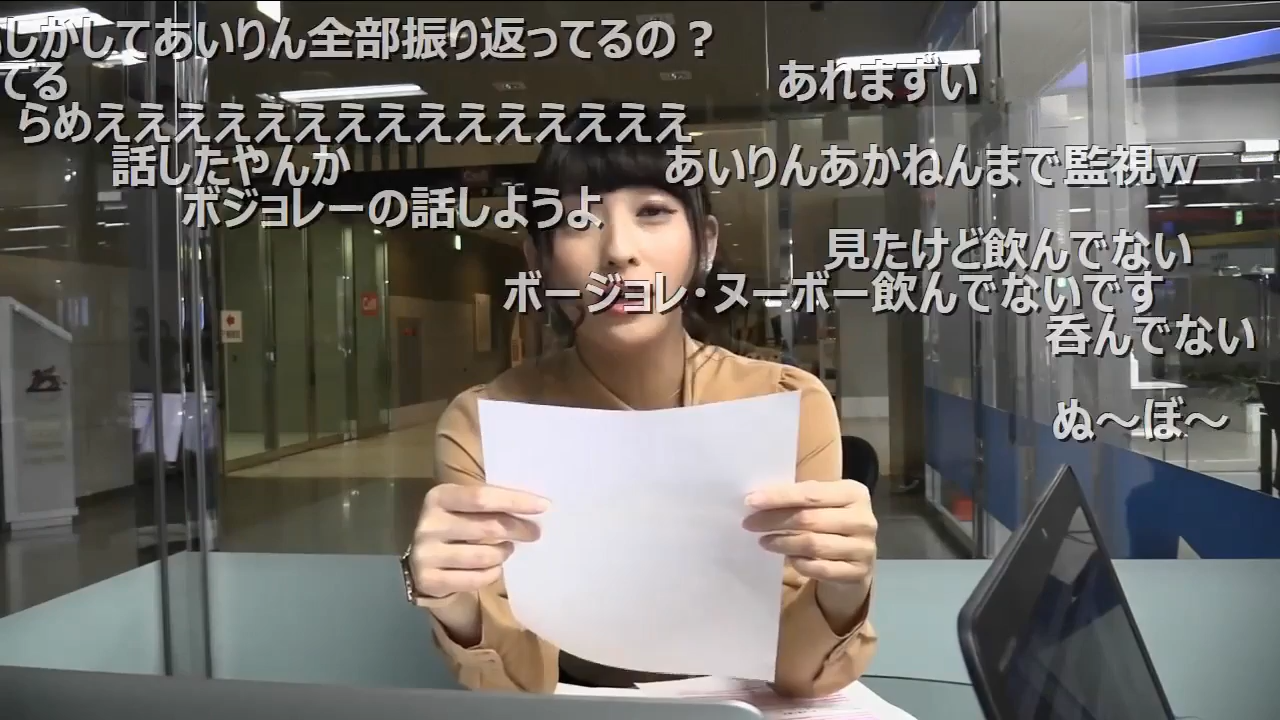 しかしてあいりん全部振り返ってるの？
てる
あれまずい
らめえええええええええええええええ
話したやんか
あいりんあかねんまで監視w
ボジョレーの話しようよ
見たけど飲んでない
ボージョレ・ヌーボー飲んでないです
呑んでない
ぬ～ぼ～